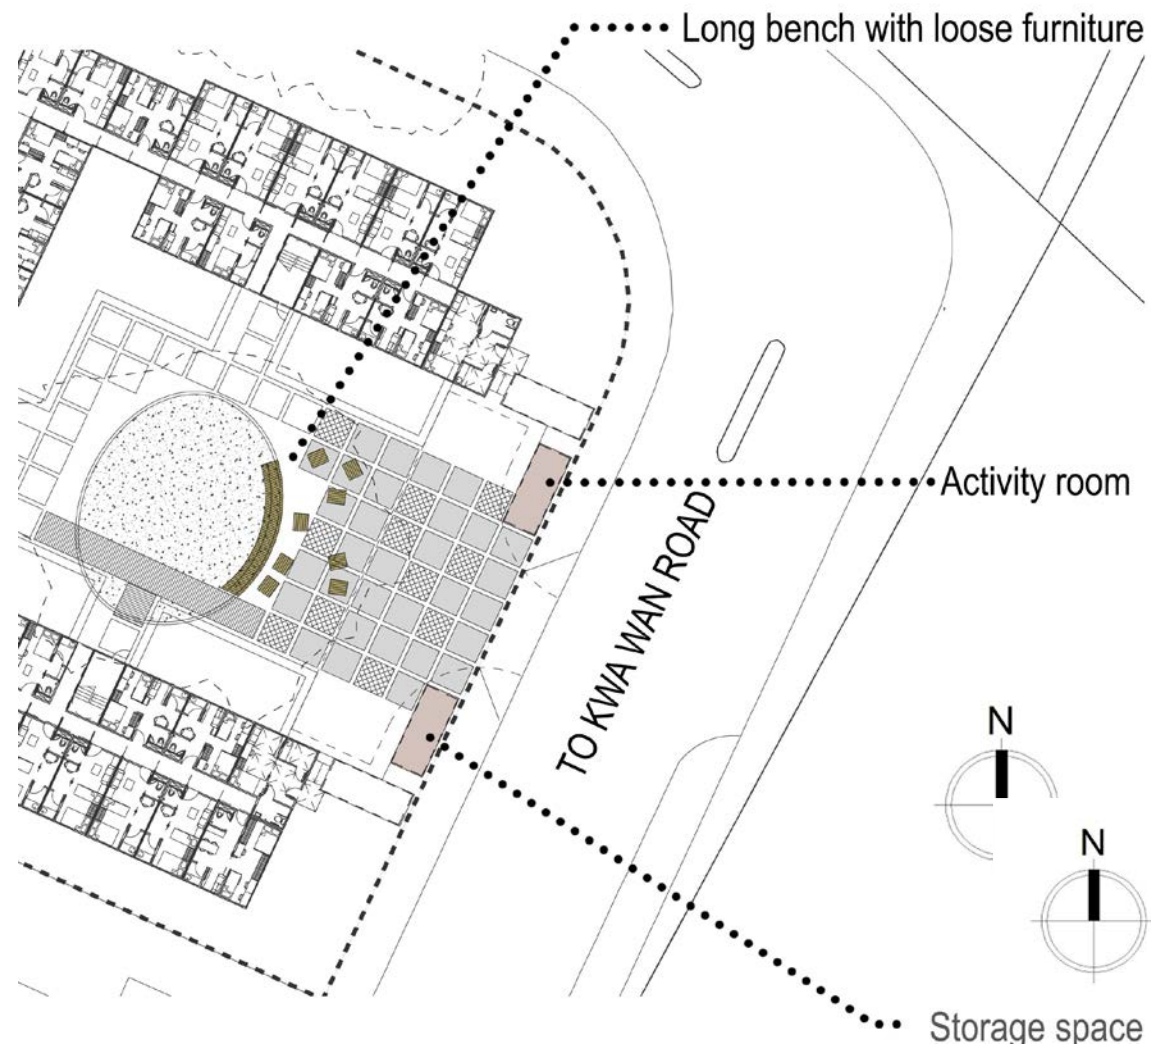 Long bench with loose furniture
Activity room
TO KWA WAN ROAD
N
N
Storage space